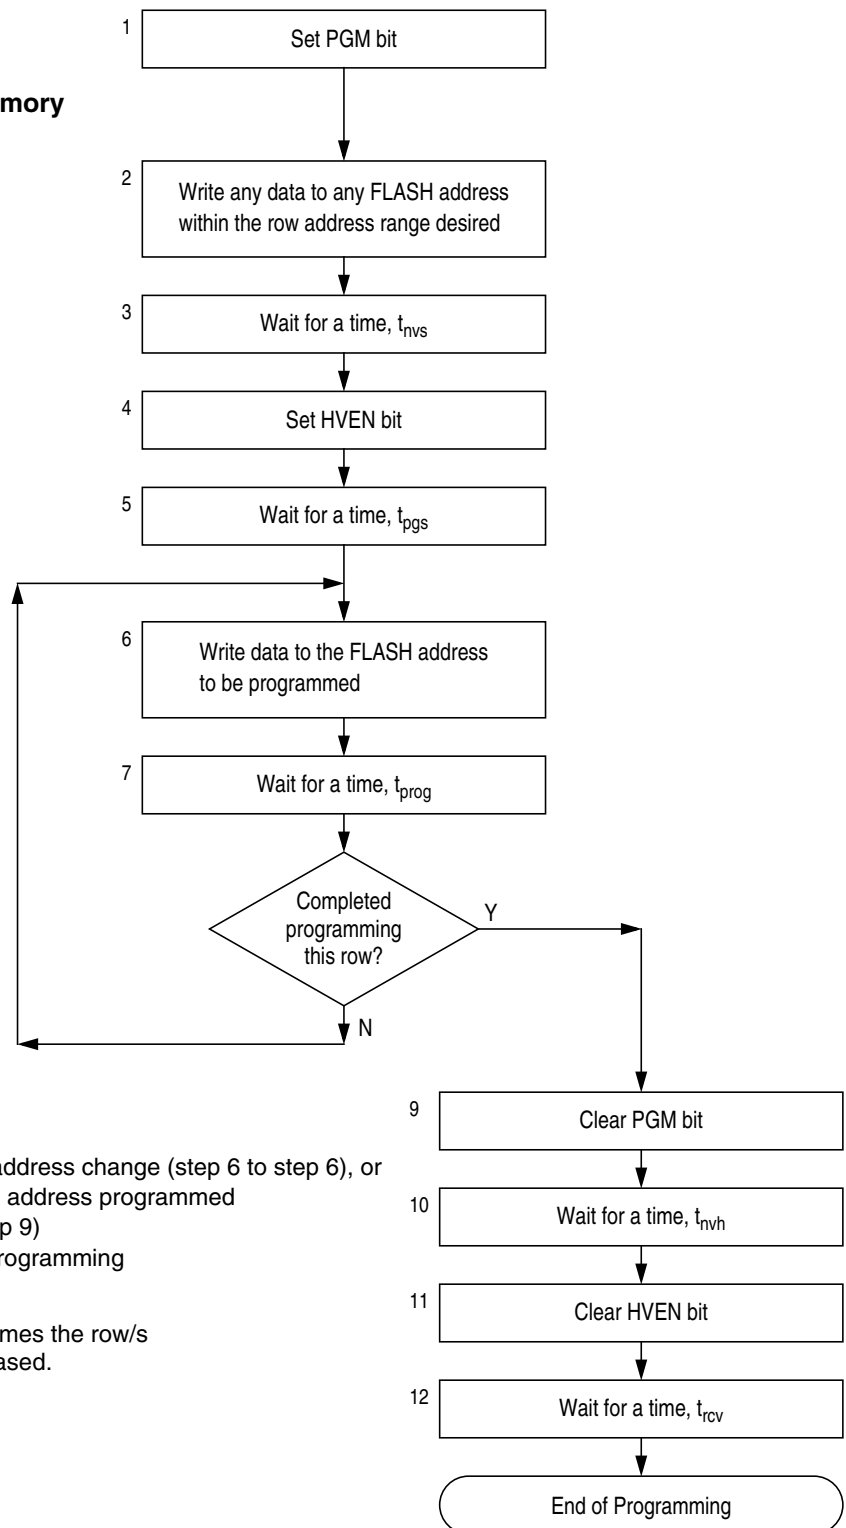 1
Set PGM bit
mory
2
Write any data to any FLASH address
within the row address range desired
3
Wait for a time, tnvs
4
Set HVEN bit
5
Wait for a time, tpgs
6
Write data to the FLASH address
to be programmed
7
Wait for a time, tprog
Completed
programming
this row?
Y
N
9
Clear PGM bit
address change (step 6 to step 6), or
address programmed
p 9)
rogramming
10
Wait for a time, tnvh
11
Clear HVEN bit
mes the row/s
ased.
12
Wait for a time, trcv
End of Programming